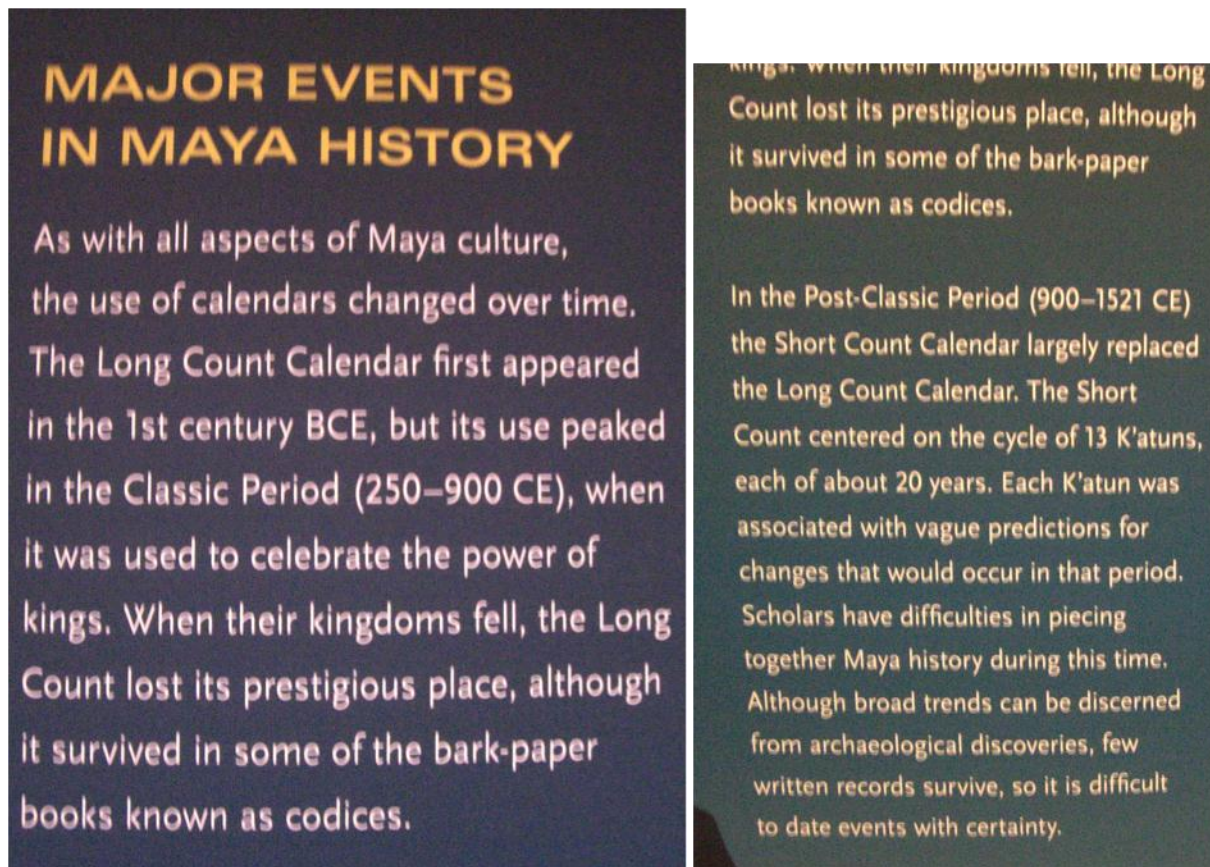 MAJOR EVENTS
IN MAYA HISTORY
As with all aspects of Maya culture,
the use of calendars changed over time.
The Long Count Calendar first appeared
in the 1st century BCE, but its use peaked
in the Classic Period (250–900 CE), when
it was used to celebrate the power of
kings. When their kingdoms fell, the Long
Count lost its prestigious place, although
it survived in some of the bark-paper
books known as codices.
kings. When their kingdoms fell, the Long
Count lost its prestigious place, although
it survived in some of the bark-paper
books known as codices.
In the Post-Classic Period (900–1521 CE)
the Short Count Calendar largely replaced
the Long Count Calendar. The Short
Count centered on the cycle of 13 K'atuns,
each of about 20 years. Each K'atun was
associated with vague predictions for
changes that would occur in that period.
Scholars have difficulties in piecing
together Maya history during this time.
Although broad trends can be discerned
from archaeological discoveries, few
written records survive, so it is difficult
to date events with certainty.